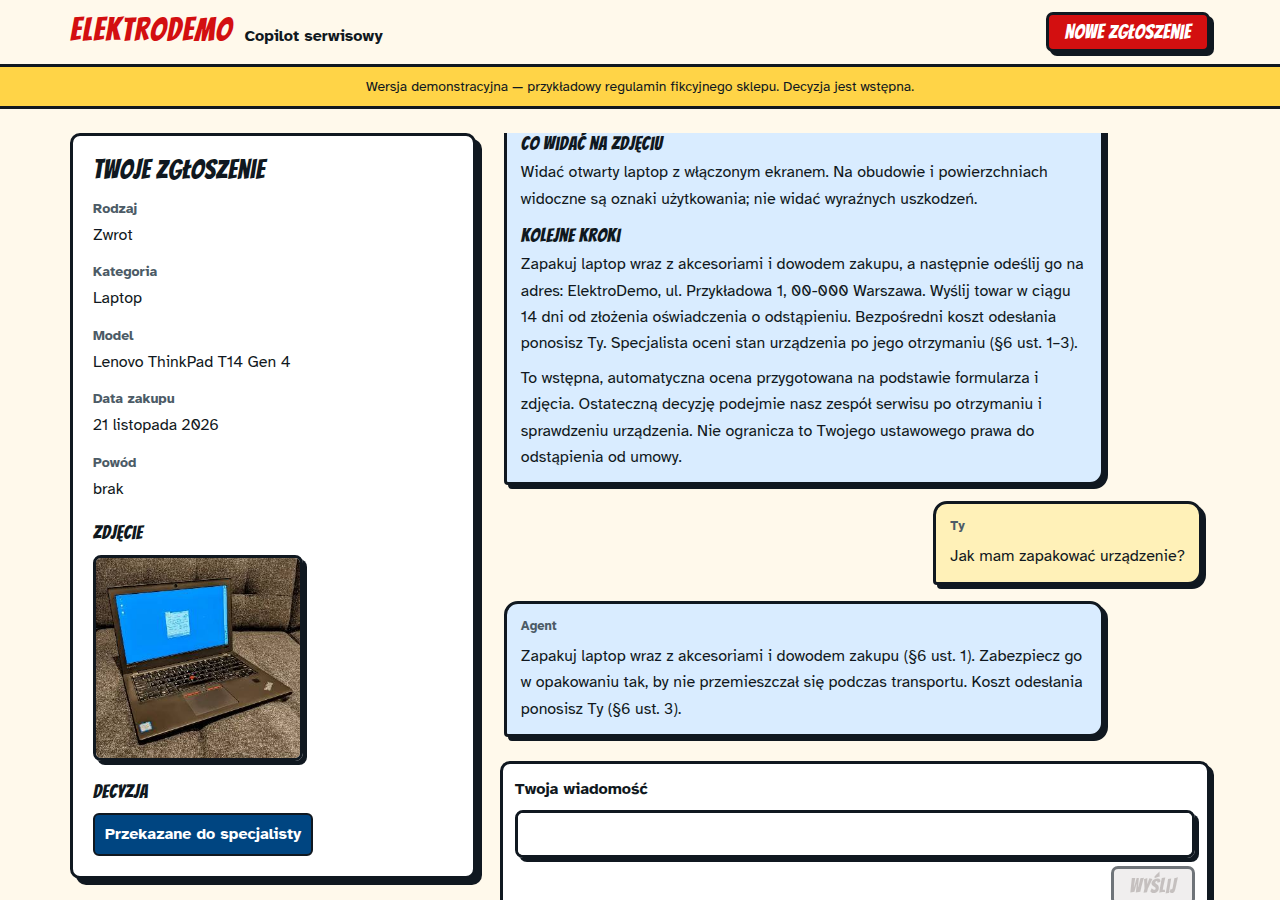 ELEKTRODEMO Copilot serwisowy
NOWE ZGŁOSZENIE
Wersja demonstracyjna — przykładowy regulamin fikcyjnego sklepu. Decyzja jest wstępna.
TWOJE ZGŁOSZENIE
Rodzaj
Zwrot
Kategoria
Laptop
Model
Lenovo ThinkPad T14 Gen 4
Data zakupu
21 listopada 2026
Powód
brak
ZDJĘCIE
DECYZJA
Przekazane do specjalisty
CO WIDAĆ NA ZDJĘCIU
Widać otwarty laptop z włączonym ekranem. Na obudowie i powierzchniach
widoczne są oznaki użytkowania; nie widać wyraźnych uszkodzeń.
KOLEJNE KROKI
Zapakuj laptop wraz z akcesoriami i dowodem zakupu, a następnie odeślij go na
adres: ElektroDemo, ul. Przykładowa 1, 00-000 Warszawa. Wyślij towar w ciągu
14 dni od złożenia oświadczenia o odstąpieniu. Bezpośredni koszt odesłania
ponosisz Ty. Specjalista oceni stan urządzenia po jego otrzymaniu (§6 ust. 1–3).
To wstępna, automatyczna ocena przygotowana na podstawie formularza i
zdjęcia. Ostateczną decyzję podejmie nasz zespół serwisu po otrzymaniu i
sprawdzeniu urządzenia. Nie ogranicza to Twojego ustawowego prawa do
odstąpienia od umowy.
Ty
Jak mam zapakować urządzenie?
Agent
Zapakuj laptop wraz z akcesoriami i dowodem zakupu (§6 ust. 1). Zabezpiecz go
w opakowaniu tak, by nie przemieszczał się podczas transportu. Koszt odesłania
ponosisz Ty (§6 ust. 3).
Twoja wiadomość
WYŚLIJ